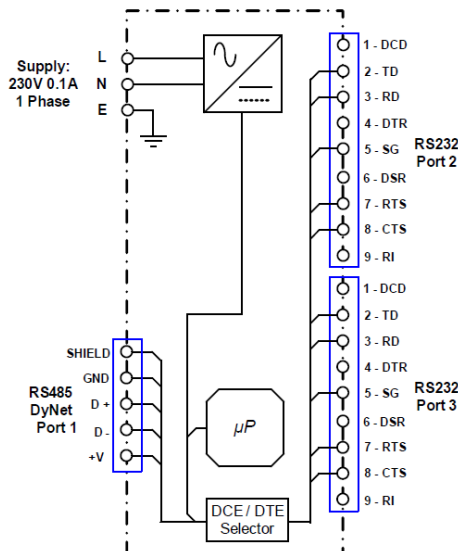 Supply:
230V 0.1A
1 Phase
L
N
E
1 - DCD
2 - TD
3 - RD
4 - DTR
5 - SG
6 - DSR
7 - RTS
8 - CTS
9 - RI
RS232
Port 2
1 - DCD
2 - TD
3 - RD
4 - DTR
5 - SG
6 - DSR
7 - RTS
8 - CTS
9 - RI
RS232
Port 3
RS485
DyNet
Port 1
SHIELD
GND
D +
D -
+V
µP
DCE / DTE
Selector